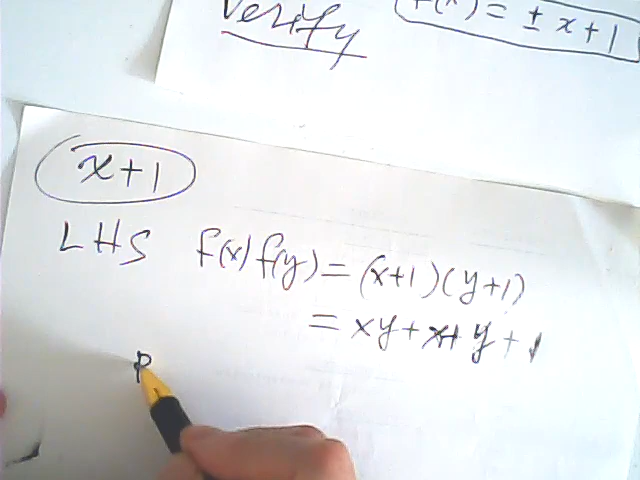 Verify
f(x) = ± x + 1
x+1
LHS f(x) f(y) = (x+1)(y+1)
= xy + x + y + 1